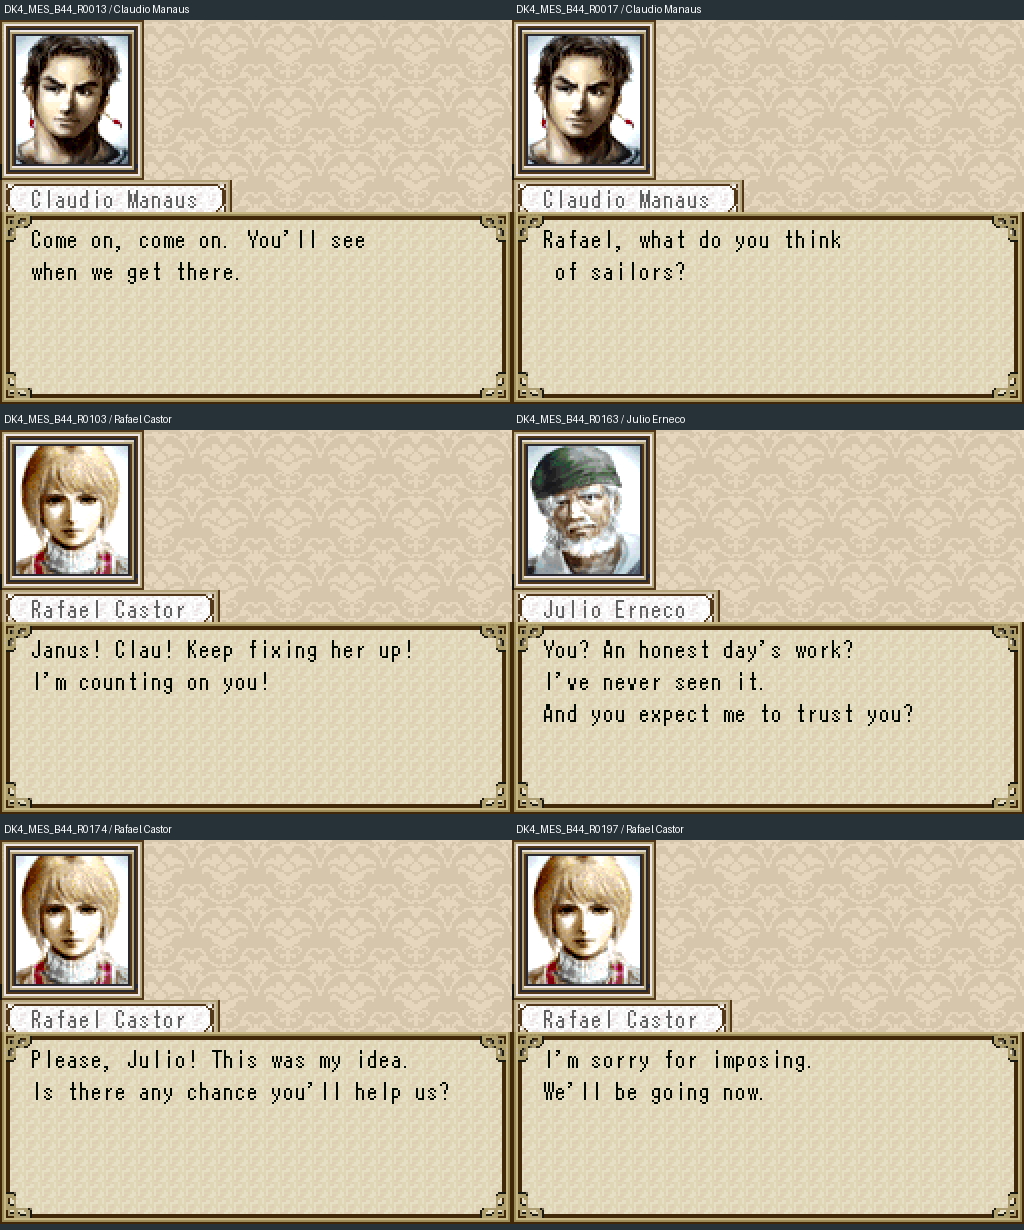 DK4_MES_B44_R0013 / Claudio Manaus
Claudio Manaus
Come on, come on. You'll see
when we get there.
DK4_MES_B44_R0017 / Claudio Manaus
Claudio Manaus
Rafael, what do you think
of sailors?
DK4_MES_B44_R0103 / Rafael Castor
Rafael Castor
Janus! Clau! Keep fixing her up!
I'm counting on you!
DK4_MES_B44_R0163 / Julio Erneco
Julio Erneco
You? An honest day's work?
I've never seen it.
And you expect me to trust you?
DK4_MES_B44_R0174 / Rafael Castor
Rafael Castor
Please, Julio! This was my idea.
Is there any chance you'll help us?
DK4_MES_B44_R0197 / Rafael Castor
Rafael Castor
I'm sorry for imposing.
We'll be going now.